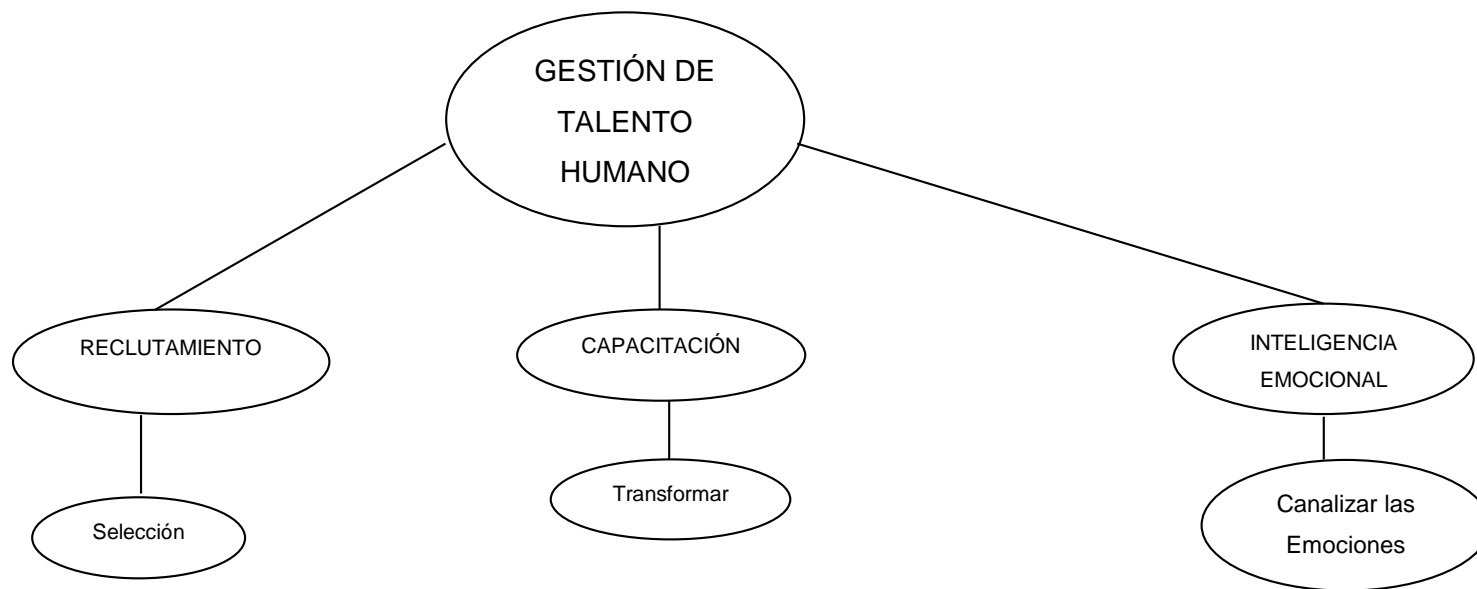 GESTIÓN DE
TALENTO
HUMANO
RECLUTAMIENTO
CAPACITACIÓN
INTELIGENCIA
EMOCIONAL
Selección
Transformar
Canalizar las
Emociones